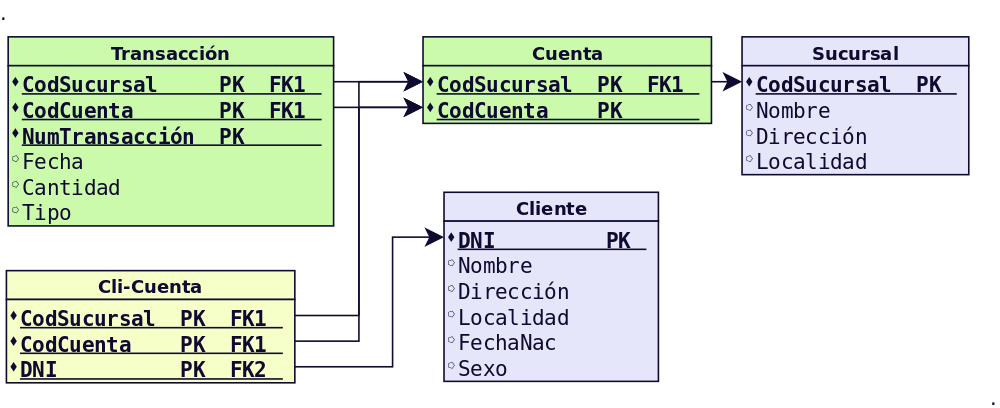 .
Transacción
CodSucursal PK FK1
CodCuenta PK FK1
NumTransacción PK
Fecha
Cantidad
Tipo
Cuenta
CodSucursal PK FK1
CodCuenta PK
Sucursal
CodSucursal PK
Nombre
Dirección
Localidad
Cliente
DNI PK
Nombre
Dirección
Localidad
FechaNac
Sexo
Cli-Cuenta
CodSucursal PK FK1
CodCuenta PK FK1
DNI PK FK2
.